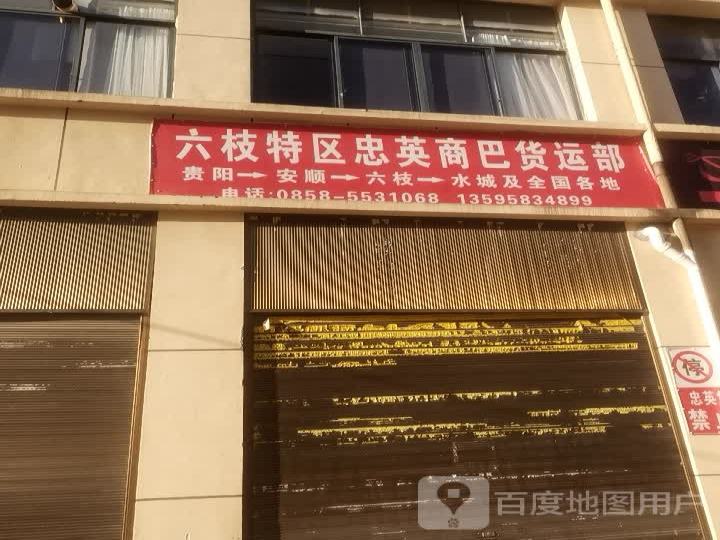 六枝特区忠英商巴货运部
贵阳→安顺→六枝→水城及全国各地
电话:0858-5531068 13595834899
停
忠英
禁
百度地图用户